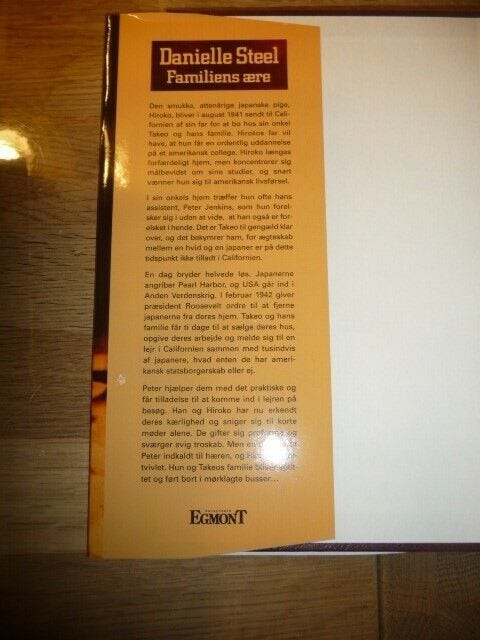 Danielle Steel
Familiens ære
Den smukke, attenårige japanske pige,
Hiroko, bliver i august 1941 sendt til Cali-
fornien af sin far for at bo hos sin onkel
Takeo og hans familie. Hirokos far vil
have, at hun får en ordentlig uddannelse
på et amerikansk college. Hiroko længes
forfærdeligt hjem, men koncentrerer sig
målbevidst om sine studier, og snart
vænner hun sig til amerikansk livsførsel.
I sin onkels hjem træffer hun ofte hans
assistent, Peter Jenkins, som hun forel-
sker sig i uden at vide, at han også er for-
elsket i hende. Det er Takeo til gengæld klar
over, og det bekymrer ham, for ægteskab
mellem en hvid og en japaner er på dette
tidspunkt ikke tilladt i Californien.
En dag bryder helvede løs. Japanerne
angriber Pearl Harbor, og USA går ind i
Anden Verdenskrig. I februar 1942 giver
præsident Roosevelt ordre til at fjerne
japanerne fra deres hjem. Takeo og hans
familie får ti dage til at sælge deres hus,
opgive deres arbejde og melde sig til en
lejr i Californien sammen med tusindvis
af japanere, hvad enten de har ameri-
kansk statsborgerskab eller ej.
Peter hjælper dem med det praktiske og
får tilladelse til at komme ind i lejren på
besøg. Han og Hiroko har nu erkendt
deres kærlighed og sniger sig til korte
møder alene. De gifter sig proforma og
sværger evig troskab. Men en
Peter indkaldt til hæren, og
tvivlet. Hun og Takeos familie bliver
tet og ført bort i mørklagte busser...
EGMONT